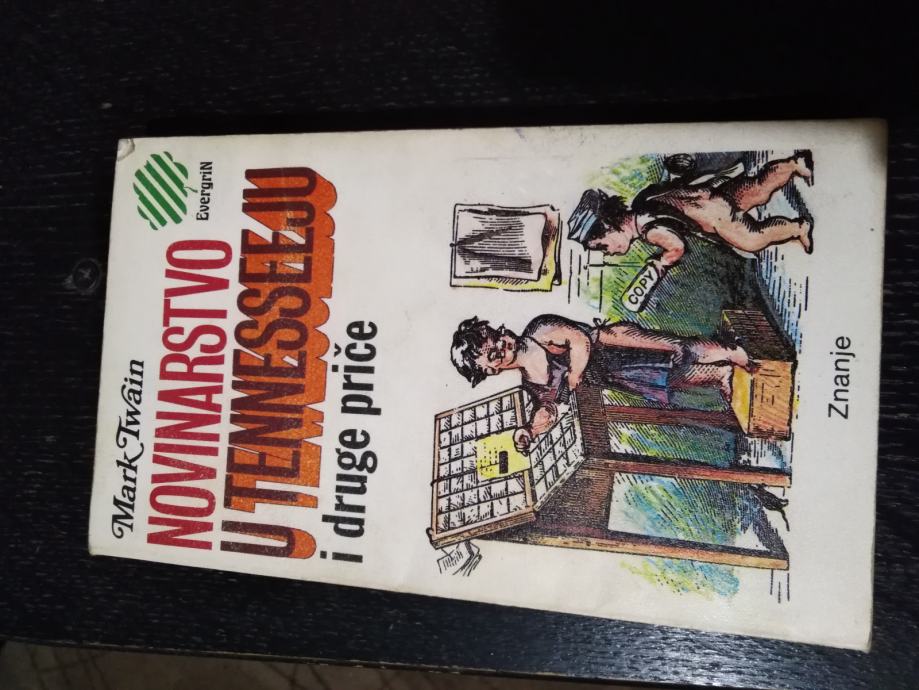 Mark Twain
EvergriN
NOVINARSTVO
U TENNESSEEJU
i druge priče
COPY
Znanje